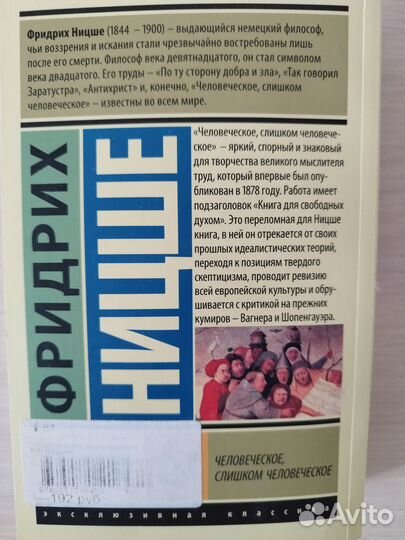 Фридрих Ницше (1844 – 1900) – выдающийся немецкий философ,
чьи воззрения и искания стали чрезвычайно востребованы лишь
после его смерти. Философ века девятнадцатого, он стал символом
века двадцатого. Его труды – «По ту сторону добра и зла», «Так говорил
Заратустра», «Антихрист» и, конечно, «Человеческое, слишком
человеческое» – известны во всем мире.
ФРИДРИХ
НИЦШЕ
«Человеческое, слишком человече-
ское» – яркий, спорный и знаковый
для творчества великого мыслителя
труд, который впервые был опу-
бликован в 1878 году. Работа имеет
подзаголовок «Книга для свободных
духом». Это переломная для Ницше
книга, в ней он отрекается от своих
прошлых идеалистических теорий,
переходя к позициям твердого
скептицизма, проводит ревизию
всей европейской культуры и обру-
шивается с критикой на прежних
кумиров – Вагнера и Шопенгауэра.
192 руб
ЧЕЛОВЕЧЕСКОЕ,
СЛИШКОМ ЧЕЛОВЕЧЕСКОЕ
эксклюзивная классика
Avito